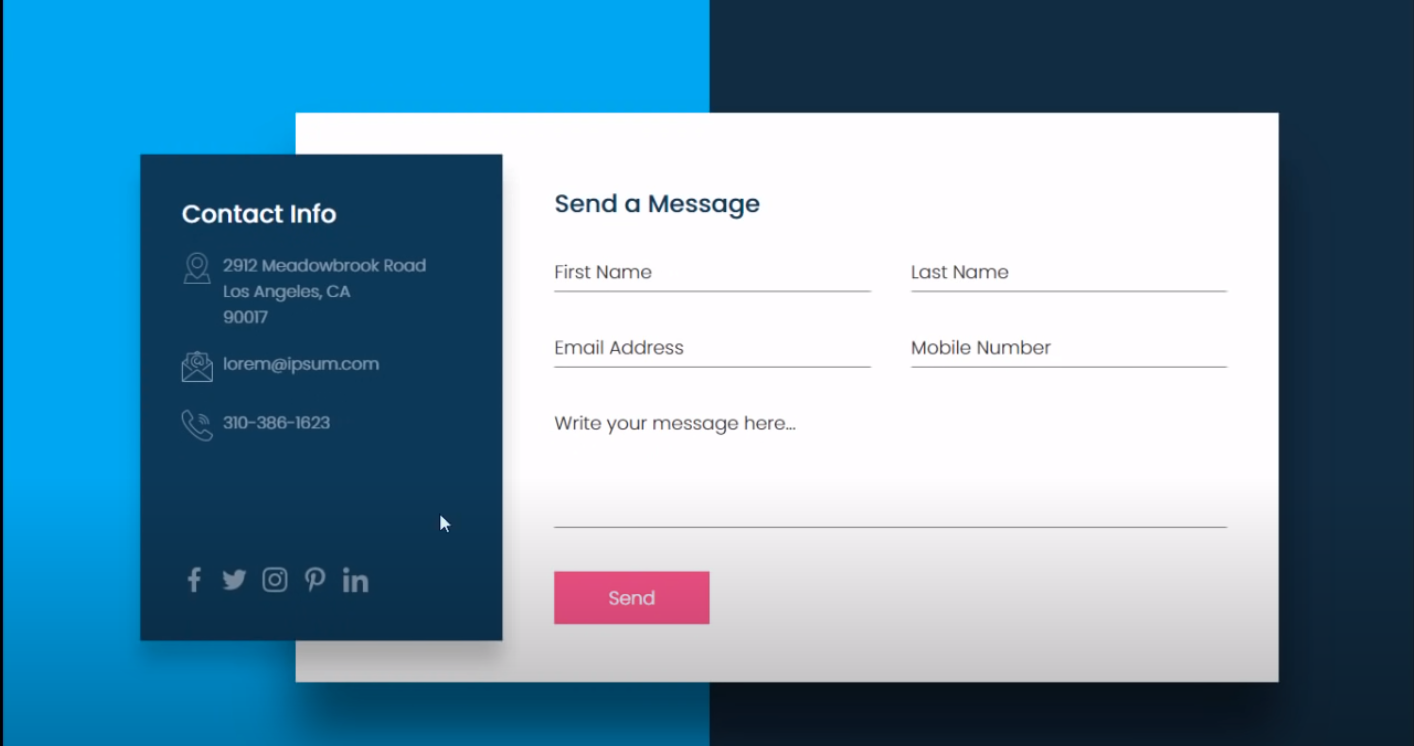 Contact Info
2912 Meadowbrook Road
Los Angeles, CA
90017
lorem@ipsum.com
310-386-1623
Send a Message
First Name
Last Name
Email Address
Mobile Number
Write your message here...
Send